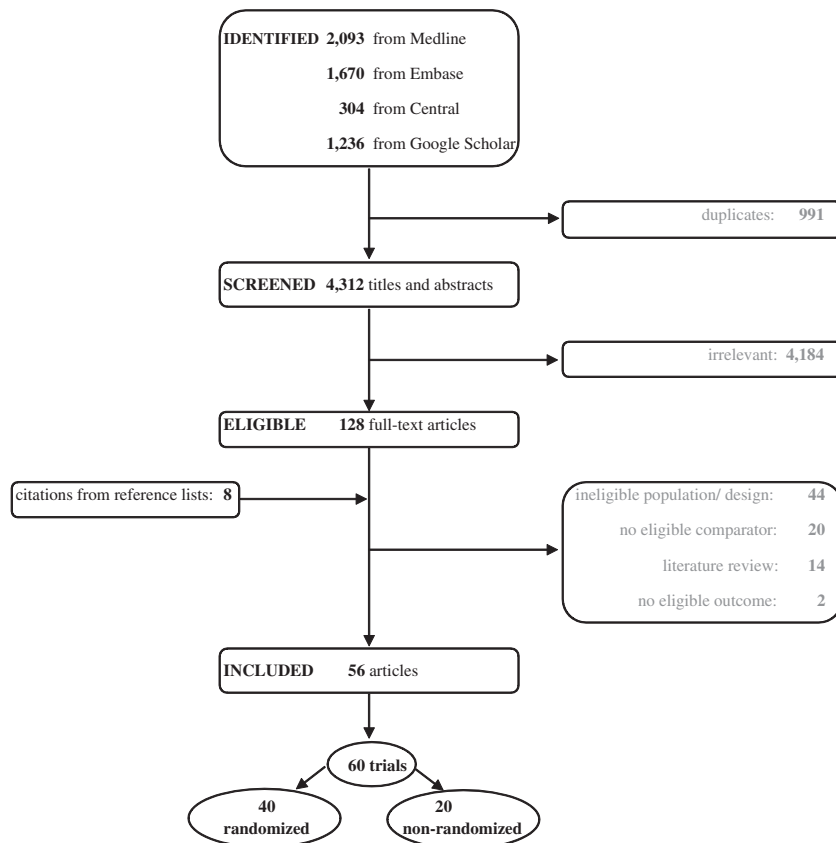 IDENTIFIED 2,093 from Medline
1,670 from Embase
304 from Central
1,236 from Google Scholar
duplicates: 991
SCREENED 4,312 titles and abstracts
irrelevant: 4,184
ELIGIBLE 128 full-text articles
citations from reference lists: 8
ineligible population/ design: 44
no eligible comparator: 20
literature review: 14
no eligible outcome: 2
INCLUDED 56 articles
60 trials
40
randomized
20
non-randomized